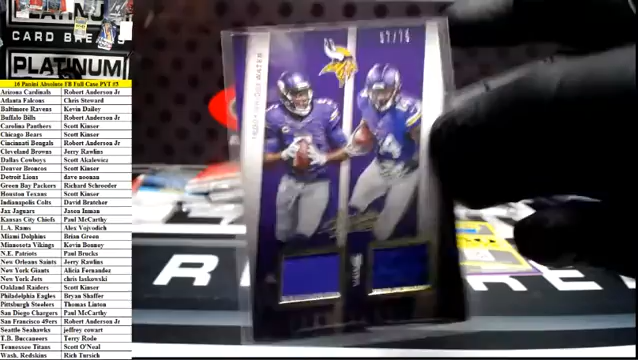 PLATINUM
CARD BREAKS
PLATINUM
16 Panini Absolute FB Full Case PYT #3
Arizona Cardinals Robert Anderson Jr
Atlanta Falcons Chris Steward
Baltimore Ravens Kevin Dailey
Buffalo Bills Robert Anderson Jr
Carolina Panthers Scott Kinser
Chicago Bears Scott Kinser
Cincinnati Bengals Robert Anderson Jr
Cleveland Browns Jerry Rawlins
Dallas Cowboys Scott Akalewicz
Denver Broncos Scott Kinser
Detroit Lions dave noonan
Green Bay Packers Richard Schroeder
Houston Texans Scott Kinser
Indianapolis Colts David Bratcher
Jax Jaguars Jason Inman
Kansas City Chiefs Paul McCarthy
L.A. Rams Alex Vojvodich
Miami Dolphins Brian Green
Minnesota Vikings Kevin Bonney
N.E. Patriots Paul Brucks
New Orleans Saints Jerry Rawlins
New York Giants Alicia Fernandez
New York Jets chris laskowski
Oakland Raiders Scott Kinser
Philadelphia Eagles Bryan Shaffer
Pittsburgh Steelers Thomas Linton
San Diego Chargers Paul McCarthy
San Francisco 49ers Robert Anderson Jr
Seattle Seahawks jeffrey cowart
T.B. Buccaneers Terry Rode
Tennessee Titans Scott O'Neal
Wash. Redskins Rich Tursich